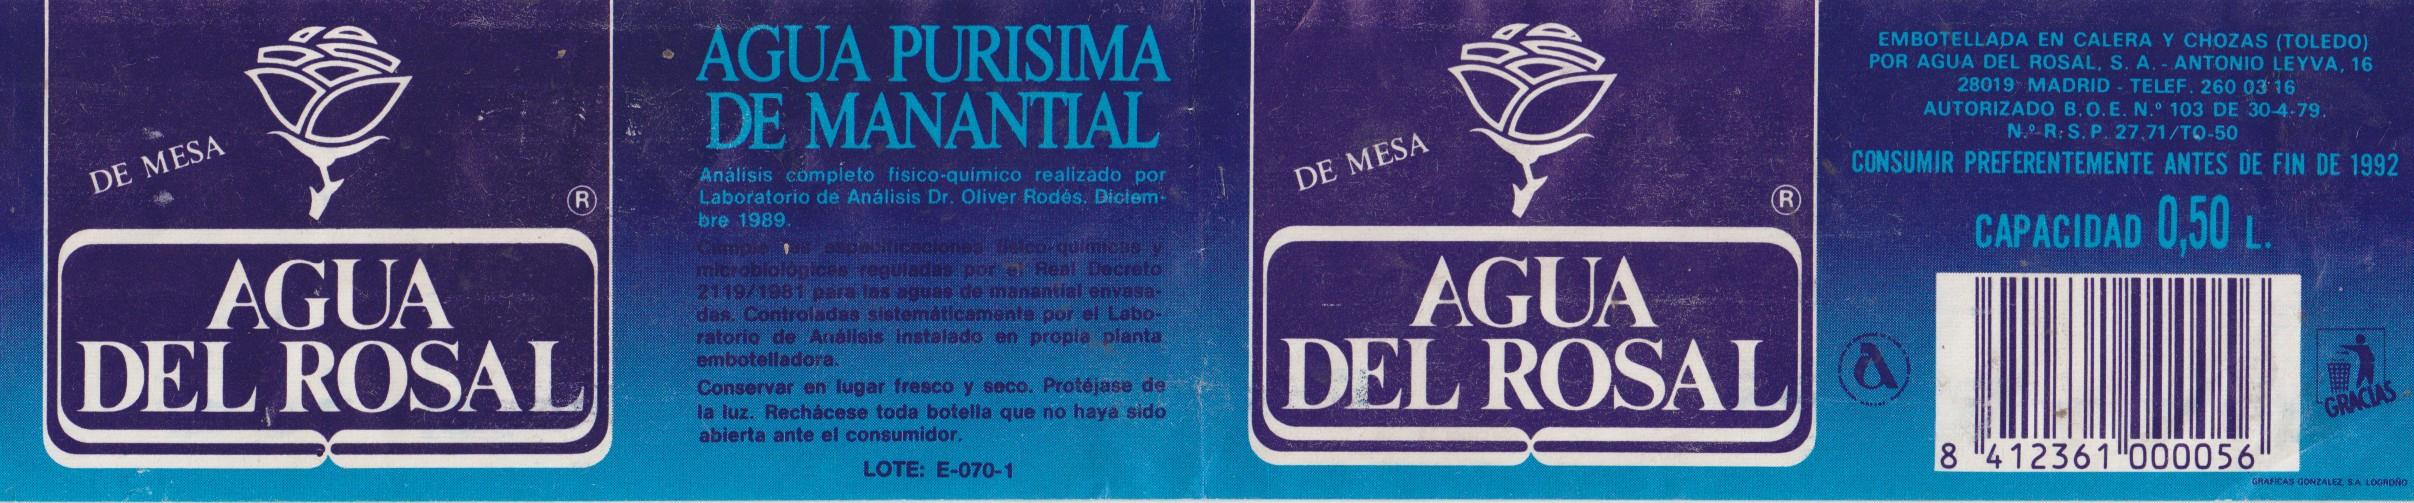 DE MESA
®
AGUA
DEL ROSAL
AGUA PURISIMA
DE MANANTIAL
Análisis completo físico-químico realizado por
Laboratorio de Análisis Dr. Oliver Rodés. Diciem-
bre 1989.
Cumple las especificaciones físico-químicas y
microbiológicas reguladas por el Real Decreto
2119/1981 para las aguas de manantial envasa-
das. Controladas sistemáticamente por el Labo-
ratorio de Análisis instalado en propia planta
embotelladora.
Conservar en lugar fresco y seco. Protéjase de
la luz. Rechácese toda botella que no haya sido
abierta ante el consumidor.
LOTE: E-070-1
DE MESA
®
AGUA
DEL ROSAL
EMBOTELLADA EN CALERA Y CHOZAS (TOLEDO)
POR AGUA DEL ROSAL, S. A. - ANTONIO LEYVA, 16
28019 MADRID - TELEF. 260 03 16
AUTORIZADO B.O.E. N.º 103 DE 30-4-79.
N.º R.S.P. 27.71/TO-50
CONSUMIR PREFERENTEMENTE ANTES DE FIN DE 1992
CAPACIDAD 0,50 L.
8 412361 000056
GRACIAS
GRAFICAS GONZALEZ, S.A. LOGROÑO